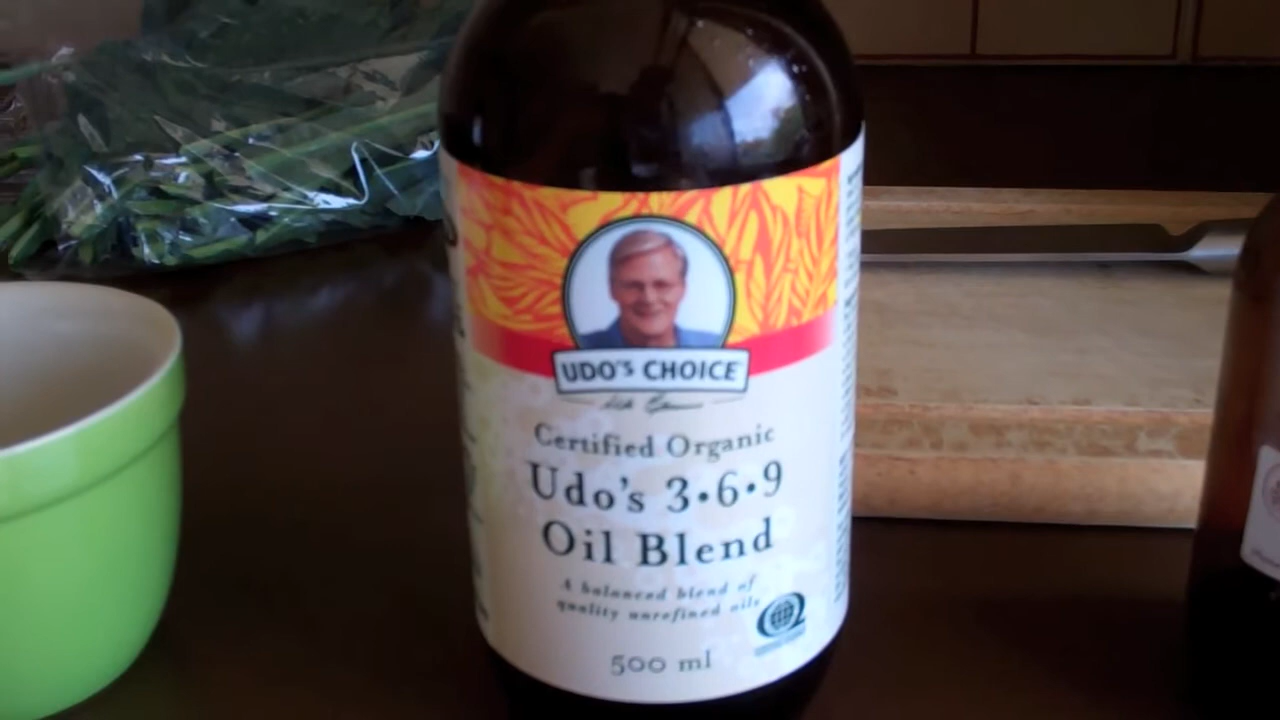 UDO'S CHOICE
Certified Organic
Udo's 3•6•9
Oil Blend
A balanced blend of
quality unrefined oils
500 ml